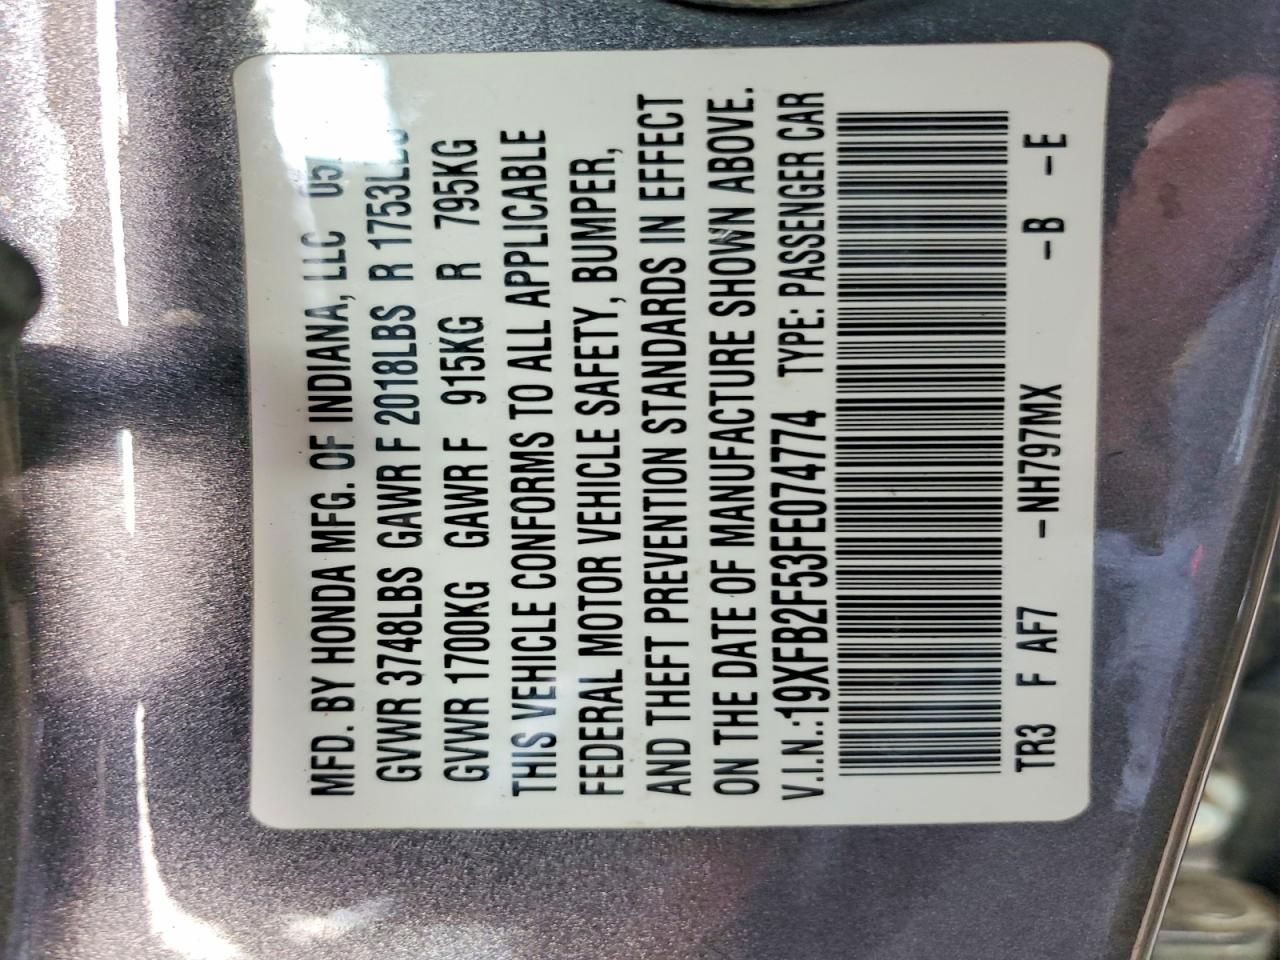 MFD. BY HONDA MFG. OF INDIANA, LLC
GVWR 3748LBS GAWR F 2018LBS R 1753LBS
GVWR 1700KG GAWR F 915KG R 795KG
THIS VEHICLE CONFORMS TO ALL APPLICABLE
FEDERAL MOTOR VEHICLE SAFETY, BUMPER,
AND THEFT PREVENTION STANDARDS IN EFFECT
ON THE DATE OF MANUFACTURE SHOWN ABOVE.
V.I.N.:19XFB2F53FE074774 TYPE: PASSENGER CAR
TR3 F AF7 -NH797MX -B -E